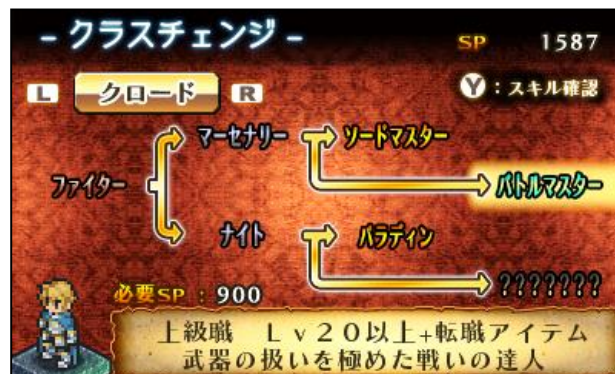 - クラスチェンジ -
SP 1587
L クロード R
Y：スキル確認
マーセナリー ソードマスター
ファイター バトルマスター
ナイト パラディン
必要SP：900 ???????
上級職 Lv20以上+転職アイテム
武器の扱いを極めた戦いの達人